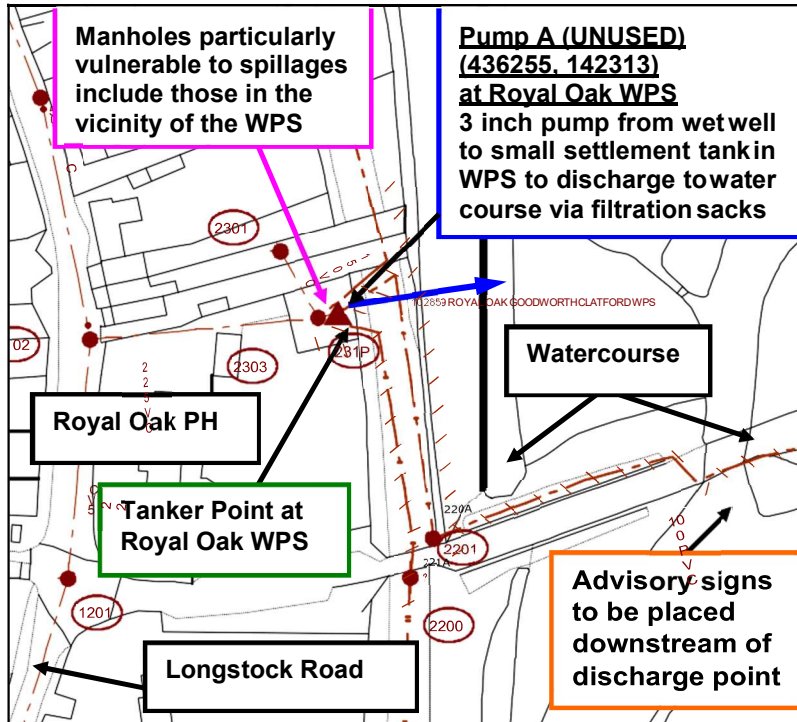 Manholes particularly
vulnerable to spillages
include those in the
vicinity of the WPS
Pump A (UNUSED)
(436255, 142313)
at Royal Oak WPS
3 inch pump from wet well
to small settlement tank in
WPS to discharge to water
course via filtration sacks
2301
150VC
ROYAL OAK GOODWORTH CLATFORD WPS
02
2303
231P
Watercourse
Royal Oak PH
225VC
Tanker Point at
Royal Oak WPS
220A
2201
221A
100PVC
Advisory signs
to be placed
downstream of
discharge point
1201
2200
Longstock Road